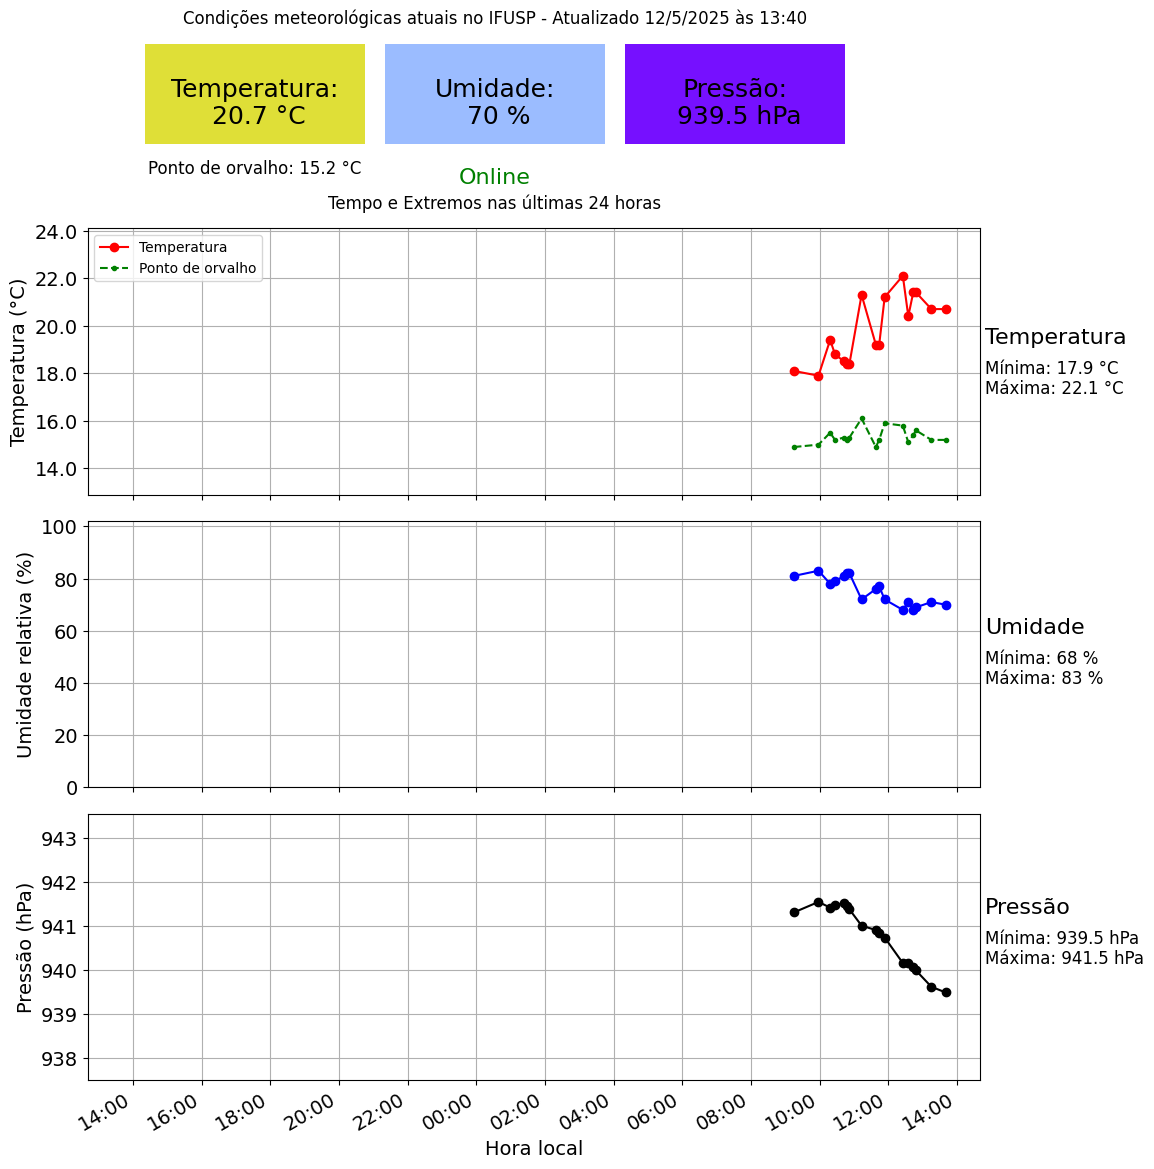 Condições meteorológicas atuais no IFUSP - Atualizado 12/5/2025 às 13:40
Temperatura:
20.7 °C
Umidade:
70 %
Pressão:
939.5 hPa
Ponto de orvalho: 15.2 °C
Online
Tempo e Extremos nas últimas 24 horas
Temperatura (°C)
24.0
22.0
20.0
18.0
16.0
14.0
Temperatura
Ponto de orvalho
Temperatura
Mínima: 17.9 °C
Máxima: 22.1 °C
Umidade relativa (%)
100
80
60
40
20
0
Umidade
Mínima: 68 %
Máxima: 83 %
Pressão (hPa)
943
942
941
940
939
938
Pressão
Mínima: 939.5 hPa
Máxima: 941.5 hPa
14:00
16:00
18:00
20:00
22:00
00:00
02:00
04:00
06:00
08:00
10:00
12:00
14:00
Hora local